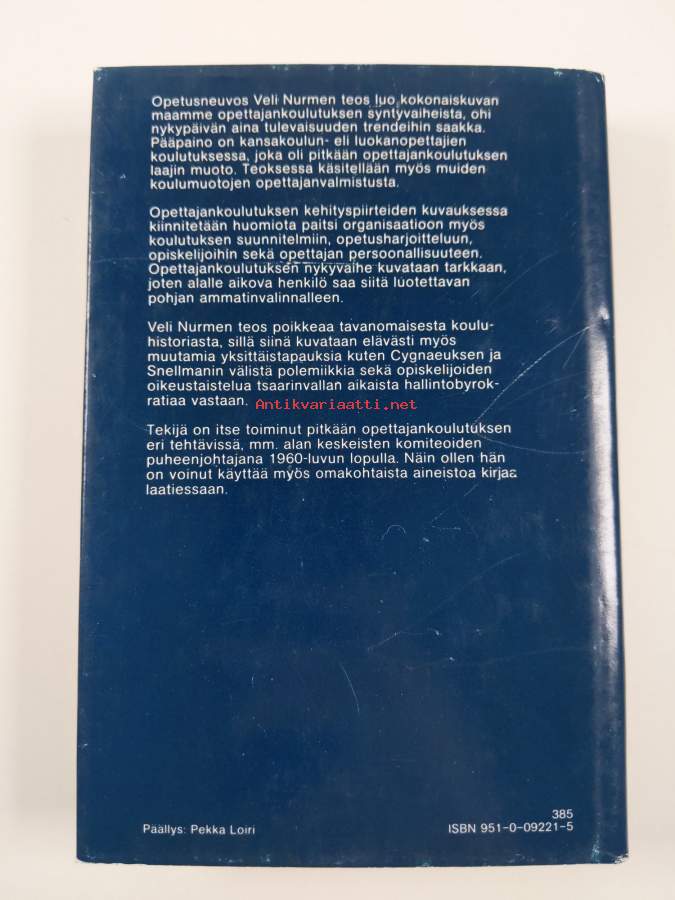 Opetusneuvos Veli Nurmen teos luo kokonaiskuvan
maamme opettajankoulutuksen syntyvaiheista, ohi
nykypäivän aina tulevaisuuden trendeihin saakka.
Pääpaino on kansakoulun- eli luokanopettajien
koulutuksessa, joka oli pitkään opettajankoulutuksen
laajin muoto. Teoksessa käsitellään myös muiden
koulumuotojen opettajanvalmistusta.
Opettajankoulutuksen kehityspiirteiden kuvauksessa
kiinnitetään huomiota paitsi organisaatioon myös
koulutuksen suunnitelmiin, opetusharjoitteluun,
opiskelijoihin sekä opettajan persoonallisuuteen.
Opettajankoulutuksen nykyvaihe kuvataan tarkkaan,
joten alalle aikova henkilö saa siitä luotettavan
pohjan ammatinvalinnalleen.
Veli Nurmen teos poikkeaa tavanomaisesta koulu-
historiasta, sillä siinä kuvataan elävästi myös
muutamia yksittäistapauksia kuten Cygnaeuksen ja
Snellmanin välistä polemiikkia sekä opiskelijoiden
oikeustaistelua tsaarinvallan aikaista hallintobyrok-
ratiaa vastaan.
Antikvariaatti.net
Tekijä on itse toiminut pitkään opettajankoulutuksen
eri tehtävissä, mm. alan keskeisten komiteoiden
puheenjohtajana 1960-luvun lopulla. Näin ollen hän
on voinut käyttää myös omakohtaista aineistoa kirjaa
laatiessaan.
385
Päällys: Pekka Loiri
ISBN 951-0-09221-5